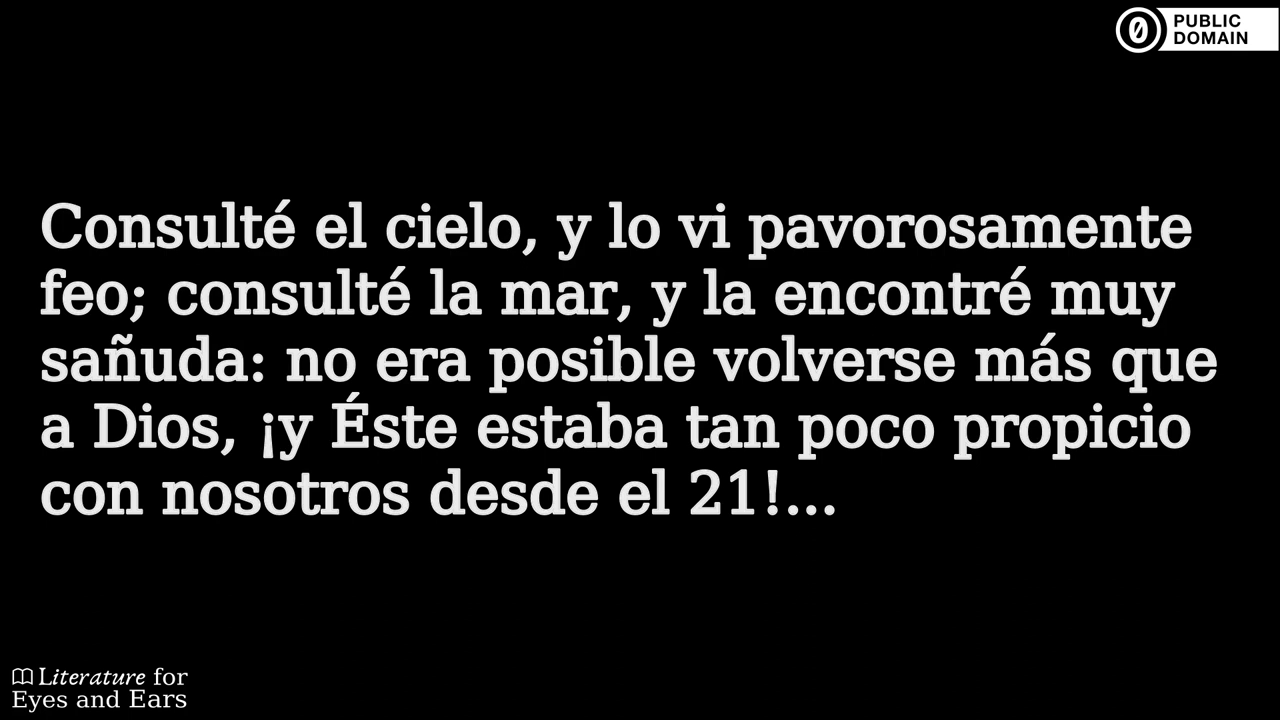 PUBLIC
DOMAIN
Consulté el cielo, y lo vi pavorosamente
feo; consulté la mar, y la encontré muy
sañuda: no era posible volverse más que
a Dios, ¡y Éste estaba tan poco propicio
con nosotros desde el 21!...
Literature for
Eyes and Ears